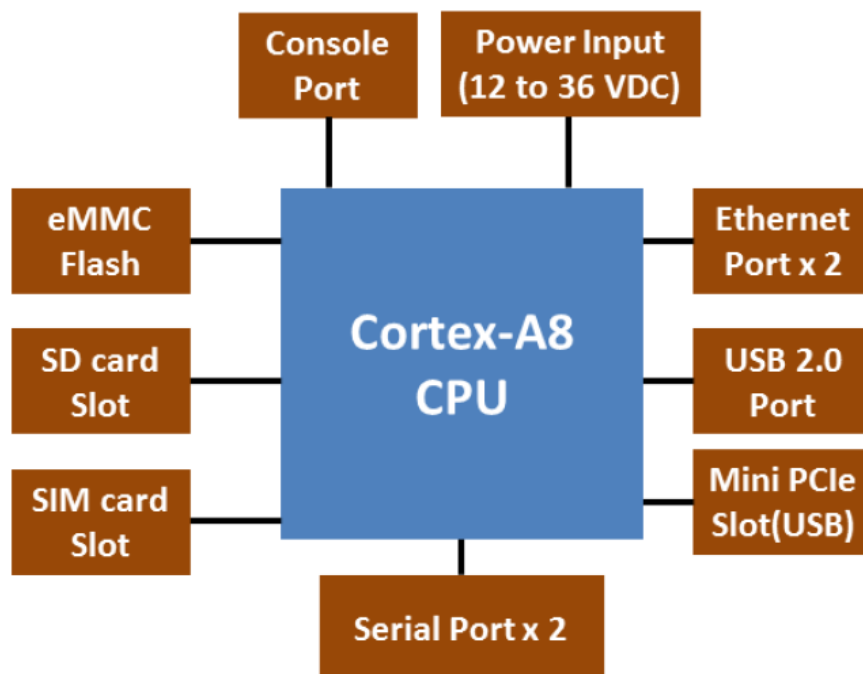 Console
Port
Power Input
(12 to 36 VDC)
eMMC
Flash
Ethernet
Port x 2
Cortex-A8
CPU
SD card
Slot
USB 2.0
Port
SIM card
Slot
Mini PCIe
Slot(USB)
Serial Port x 2